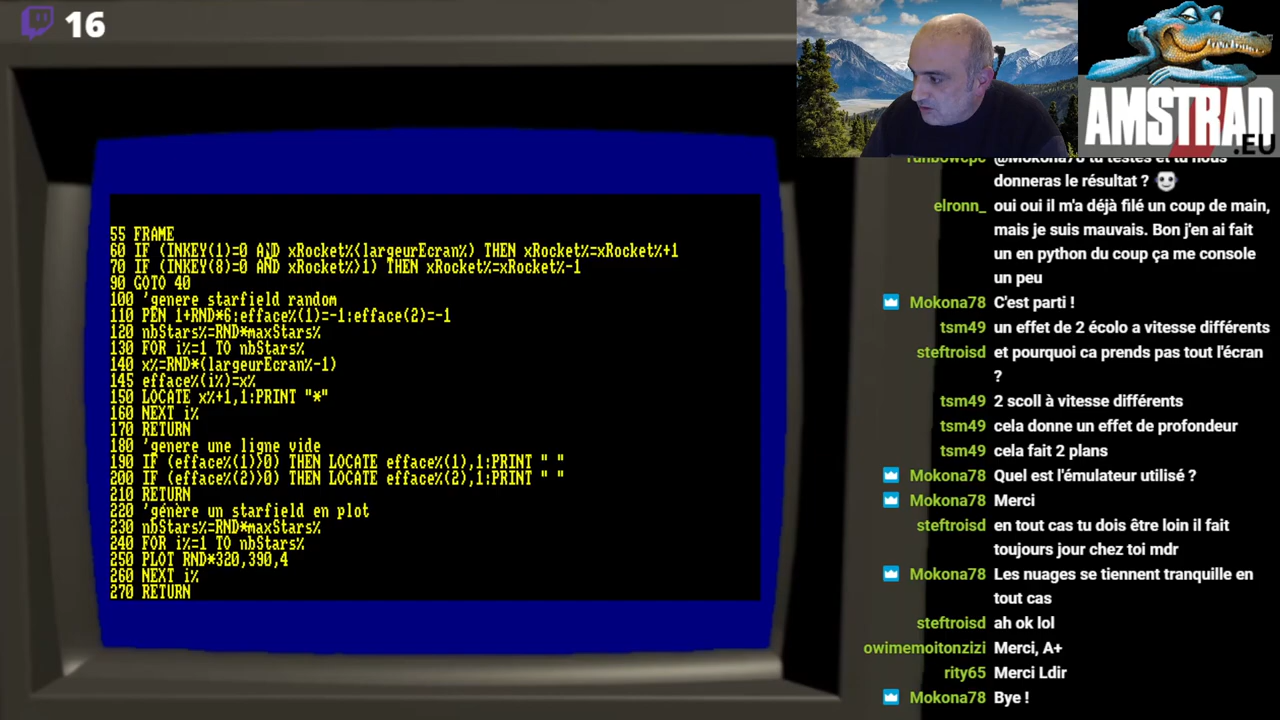 16
AMSTRAD
.EU
55 FRAME
60 IF (INKEY(1)=0 AND xRocket%<largeurEcran%) THEN xRocket%=xRocket%+1
70 IF (INKEY(8)=0 AND xRocket%>1) THEN xRocket%=xRocket%-1
90 GOTO 40
100 'genere starfield random
110 PEN 1+RND*6:efface%(1)=-1:efface(2)=-1
120 nbStars%=RND*maxStars%
130 FOR i%=1 TO nbStars%
140 x%=RND*(largeurEcran%-1)
145 efface%(i%)=x%
150 LOCATE x%+1,1:PRINT "*"
160 NEXT i%
170 RETURN
180 'genere une ligne vide
190 IF (efface%(1)>0) THEN LOCATE efface%(1),1:PRINT " "
200 IF (efface%(2)>0) THEN LOCATE efface%(2),1:PRINT " "
210 RETURN
220 'génère un starfield en plot
230 nbStars%=RND*maxStars%
240 FOR i%=1 TO nbStars%
250 PLOT RND*320,390,4
260 NEXT i%
270 RETURN
@Mokona78 tu testes et tu nous
donneras le résultat ?
elronn_ oui oui il m'a déjà filé un coup de main,
mais je suis mauvais. Bon j'en ai fait
un en python du coup ça me console
un peu
Mokona78 C'est parti !
tsm49 un effet de 2 écolo a vitesse différents
steftroisd et pourquoi ca prends pas tout l'écran
?
tsm49 2 scoll à vitesse différents
tsm49 cela donne un effet de profondeur
tsm49 cela fait 2 plans
Mokona78 Quel est l'émulateur utilisé ?
Mokona78 Merci
steftroisd en tout cas tu dois être loin il fait
toujours jour chez toi mdr
Mokona78 Les nuages se tiennent tranquille en
tout cas
steftroisd ah ok lol
owimemoitonzizi Merci, A+
rity65 Merci Ldir
Mokona78 Bye !